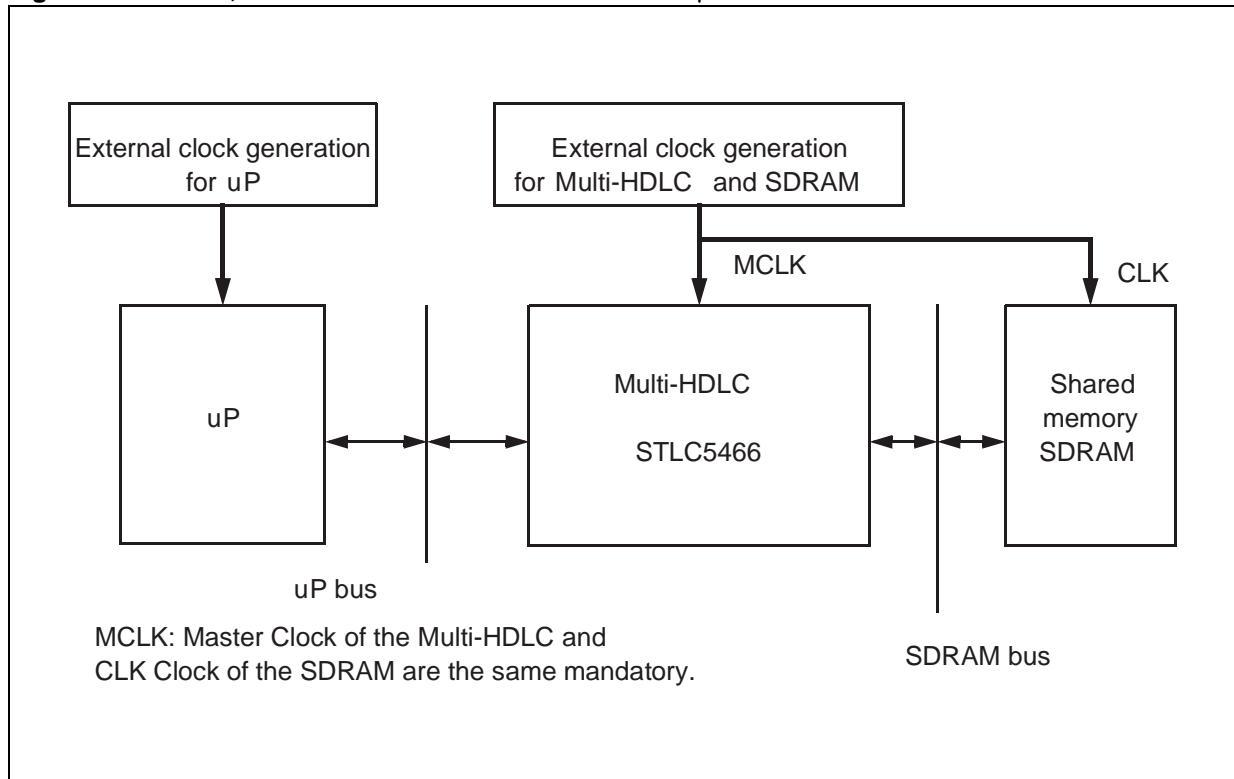 External clock generation
for uP
External clock generation
for Multi-HDLC and SDRAM
MCLK
CLK
uP
Multi-HDLC
STLC5466
Shared
memory
SDRAM
uP bus
MCLK: Master Clock of the Multi-HDLC and
CLK Clock of the SDRAM are the same mandatory.
SDRAM bus